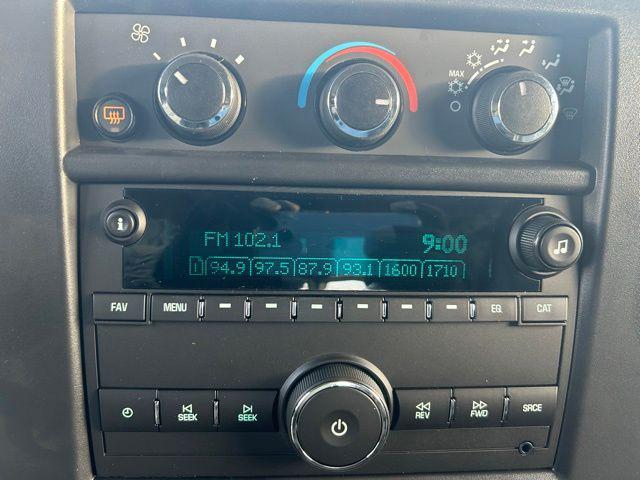 MAX
FM 102.1 9:00
1 94.9 97.5 87.9 93.1 1600 1710
FAV MENU EQ CAT
SEEK SEEK REV FWD SRCE